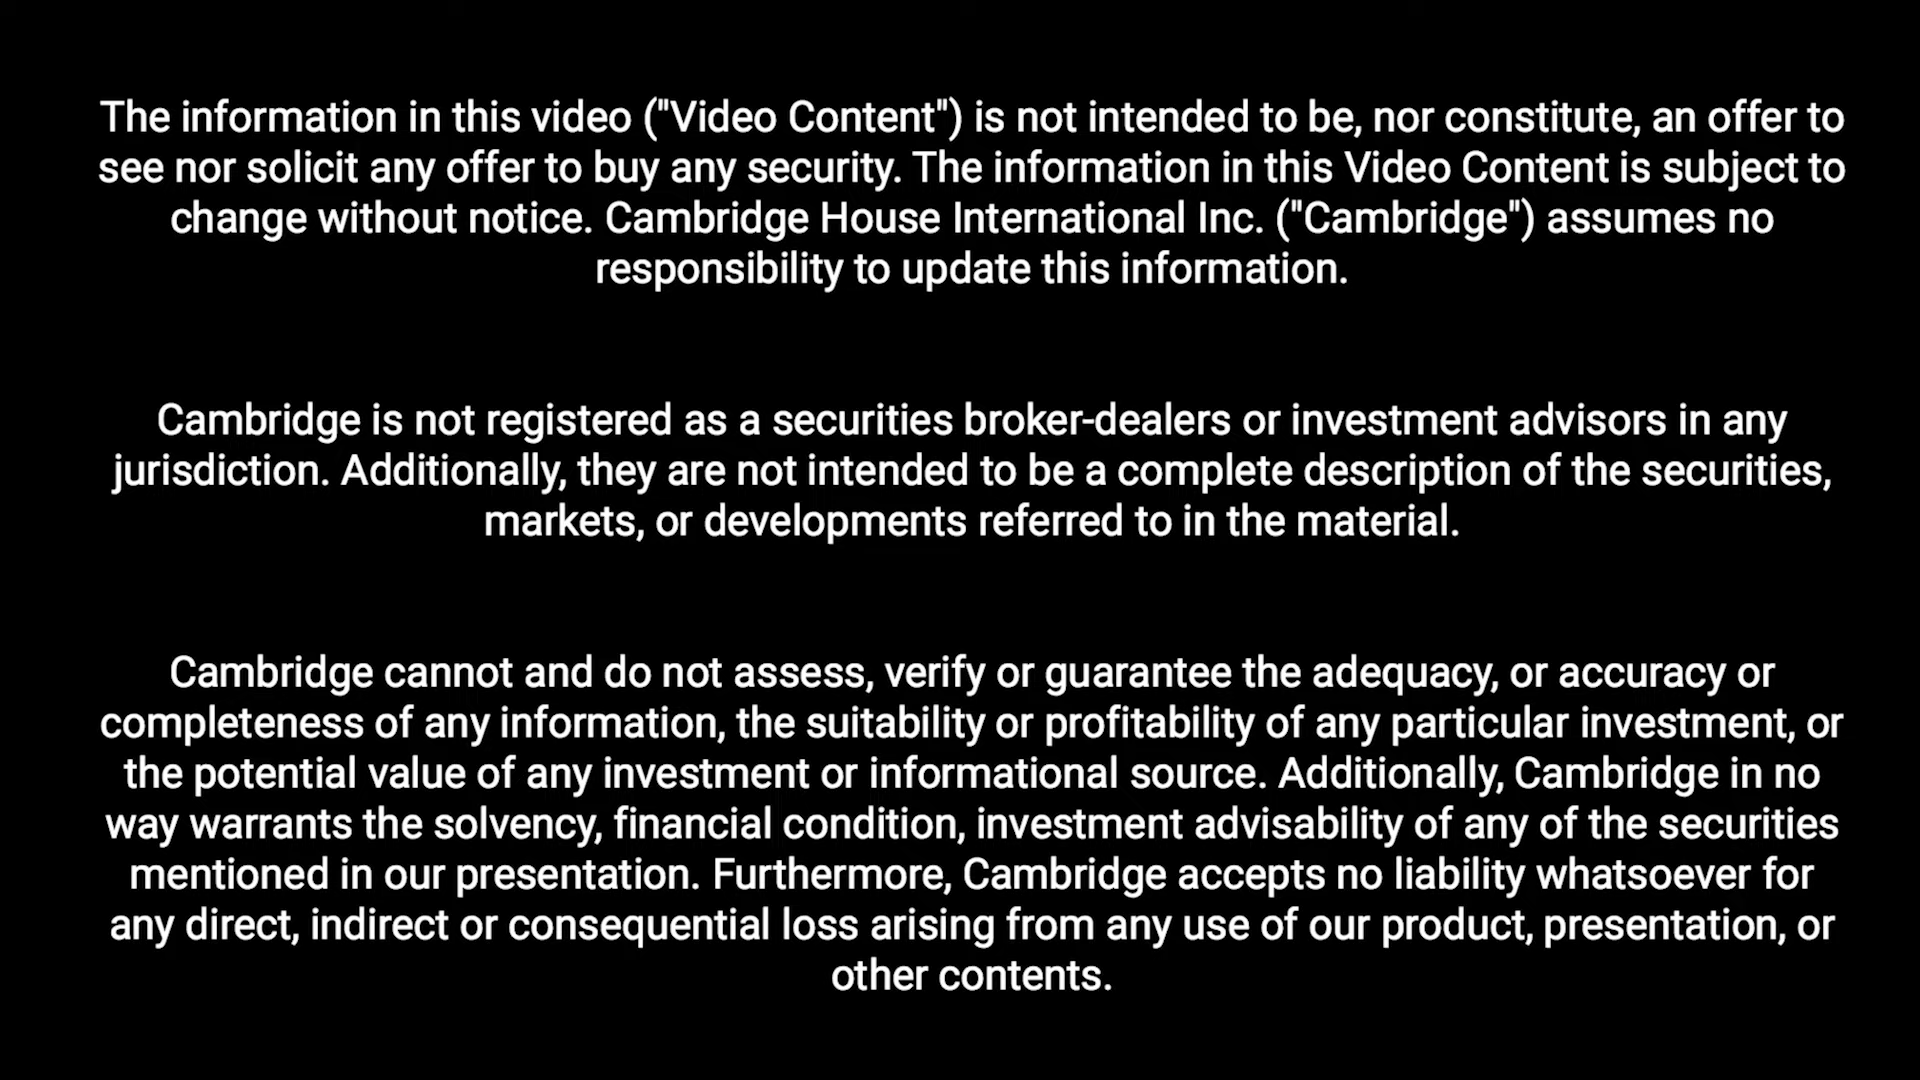 The information in this video ("Video Content") is not intended to be, nor constitute, an offer to
see nor solicit any offer to buy any security. The information in this Video Content is subject to
change without notice. Cambridge House International Inc. ("Cambridge") assumes no
responsibility to update this information.
Cambridge is not registered as a securities broker-dealers or investment advisors in any
jurisdiction. Additionally, they are not intended to be a complete description of the securities,
markets, or developments referred to in the material.
Cambridge cannot and do not assess, verify or guarantee the adequacy, or accuracy or
completeness of any information, the suitability or profitability of any particular investment, or
the potential value of any investment or informational source. Additionally, Cambridge in no
way warrants the solvency, financial condition, investment advisability of any of the securities
mentioned in our presentation. Furthermore, Cambridge accepts no liability whatsoever for
any direct, indirect or consequential loss arising from any use of our product, presentation, or
other contents.